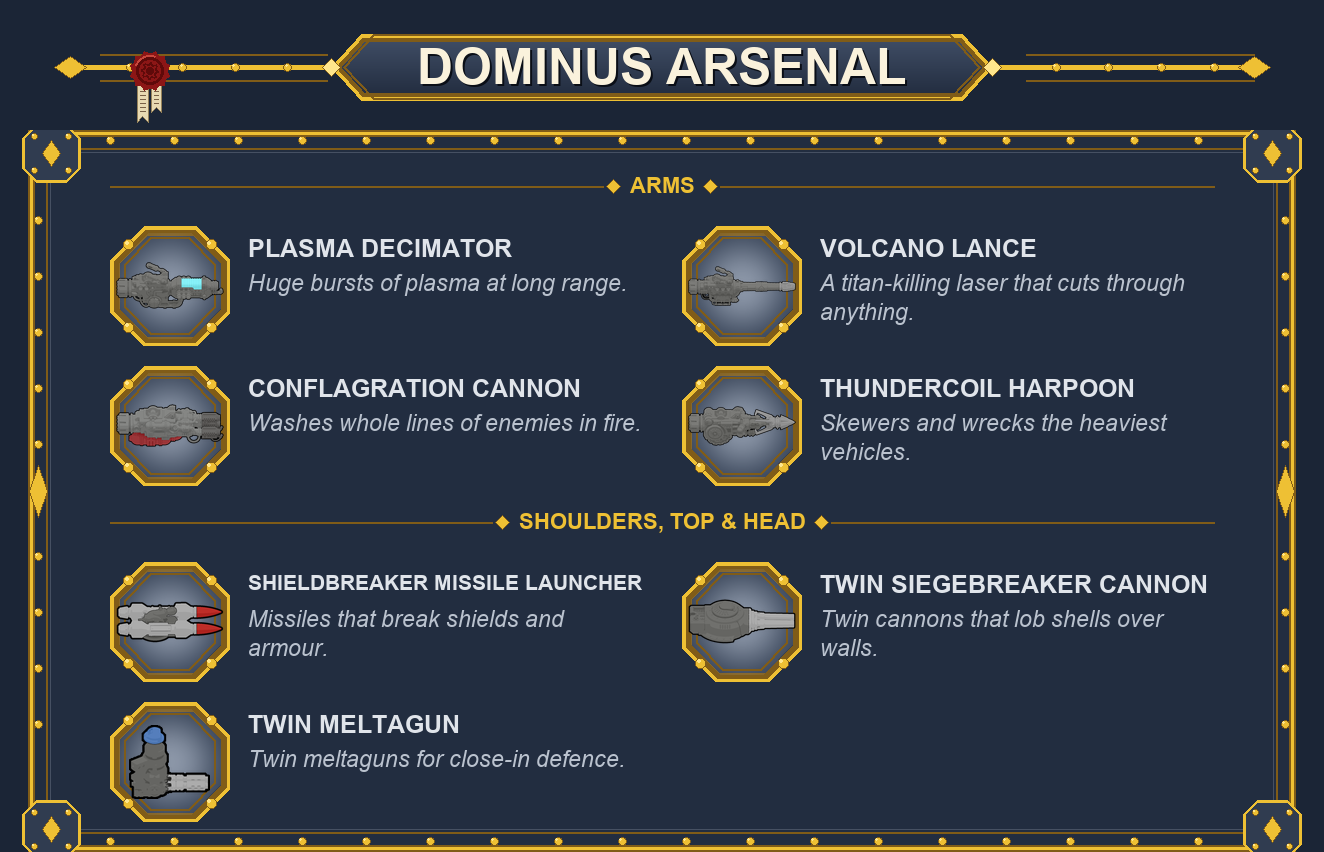 DOMINUS ARSENAL
ARMS
PLASMA DECIMATOR
Huge bursts of plasma at long range.
VOLCANO LANCE
A titan-killing laser that cuts through
anything.
CONFLAGRATION CANNON
Washes whole lines of enemies in fire.
THUNDERCOIL HARPOON
Skewers and wrecks the heaviest
vehicles.
SHOULDERS, TOP & HEAD
SHIELDBREAKER MISSILE LAUNCHER
Missiles that break shields and
armour.
TWIN SIEGEBREAKER CANNON
Twin cannons that lob shells over
walls.
TWIN MELTAGUN
Twin meltaguns for close-in defence.